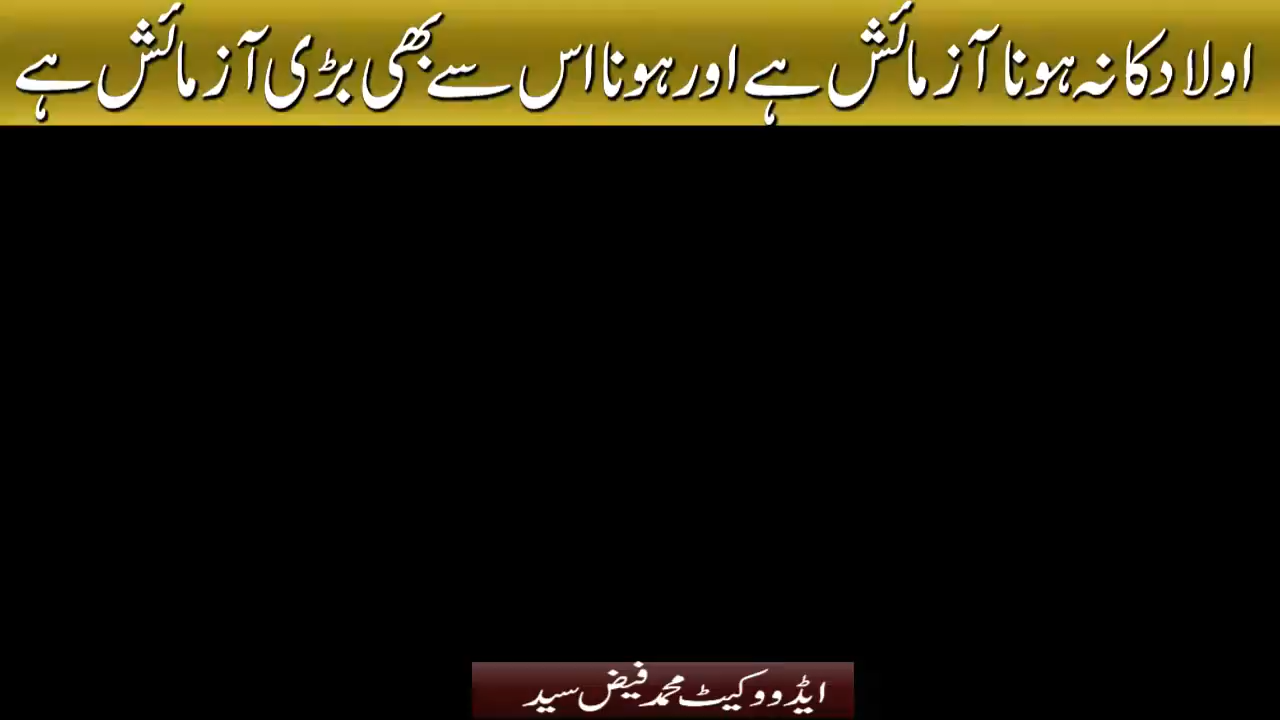 اولاد کا نہ ہونا آزمائش ہے اور ہونا اس سے بھی بڑی آزمائش ہے
ایڈووکیٹ محمد فیض سید